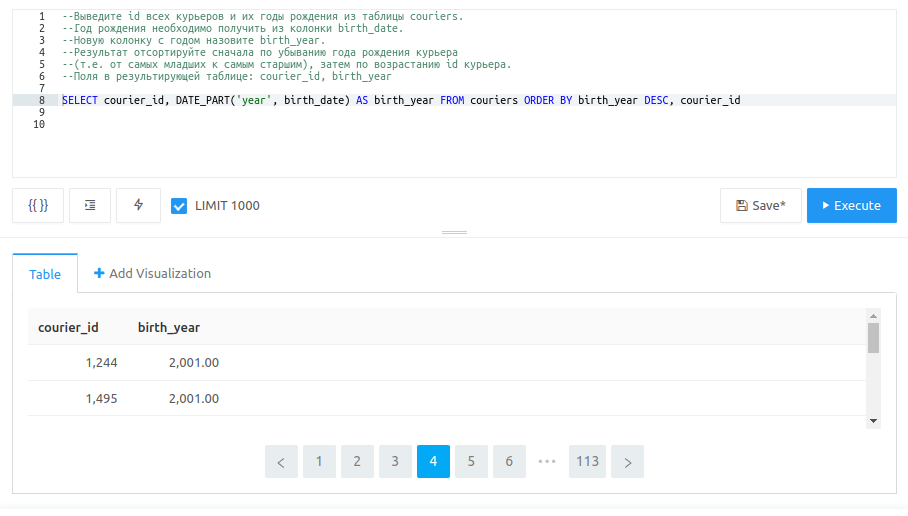 1 --Выведите id всех курьеров и их годы рождения из таблицы couriers.
2 --Год рождения необходимо получить из колонки birth_date.
3 --Новую колонку с годом назовите birth_year.
4 --Результат отсортируйте сначала по убыванию года рождения курьера
5 --(т.е. от самых младших к самым старшим), затем по возрастанию id курьера.
6 --Поля в результирующей таблице: courier_id, birth_year
7
8 SELECT courier_id, DATE_PART('year', birth_date) AS birth_year FROM couriers ORDER BY birth_year DESC, courier_id
9
10
{{ }} LIMIT 1000 Save* Execute
Table + Add Visualization
courier_id birth_year
1,244 2,001.00
1,495 2,001.00
< 1 2 3 4 5 6 ••• 113 >